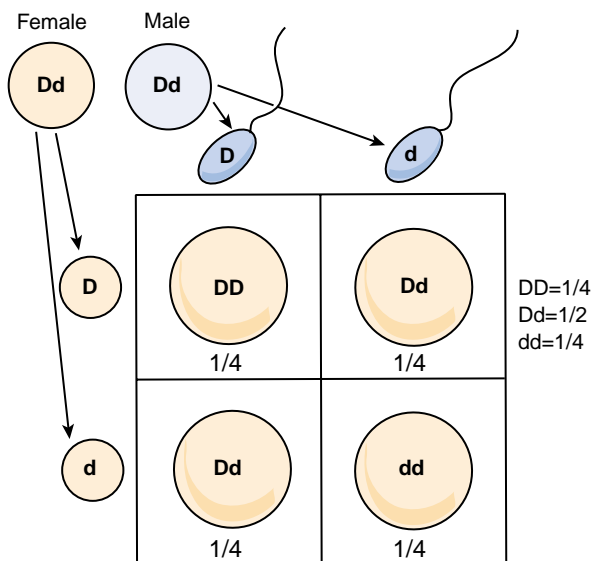 Female Male
Dd Dd
D d
D DD Dd
1/4 1/4
DD=1/4
Dd=1/2
dd=1/4
d Dd dd
1/4 1/4